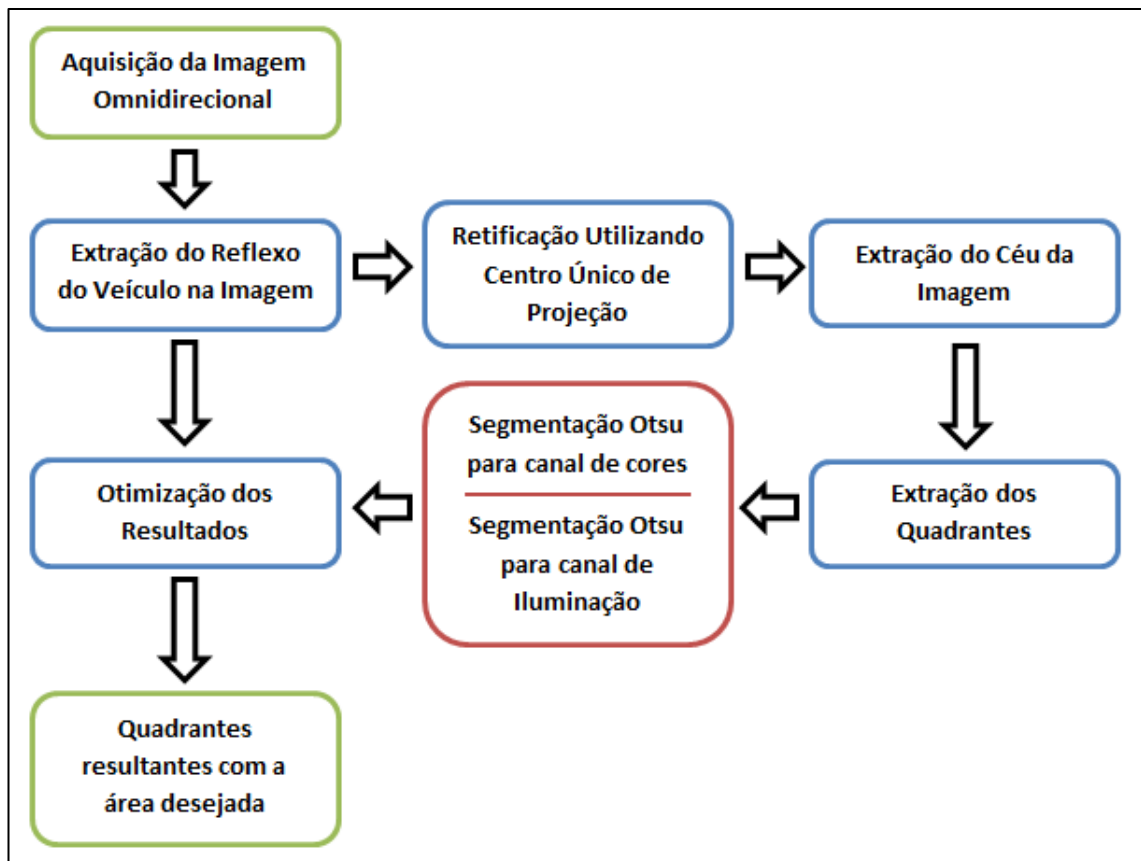 Aquisição da Imagem
Omnidirecional
Extração do Reflexo
do Veículo na Imagem
Retificação Utilizando
Centro Único de
Projeção
Extração do Céu da
Imagem
Otimização dos
Resultados
Segmentação Otsu
para canal de cores
Segmentação Otsu
para canal de
Iluminação
Extração dos
Quadrantes
Quadrantes
resultantes com a
área desejada